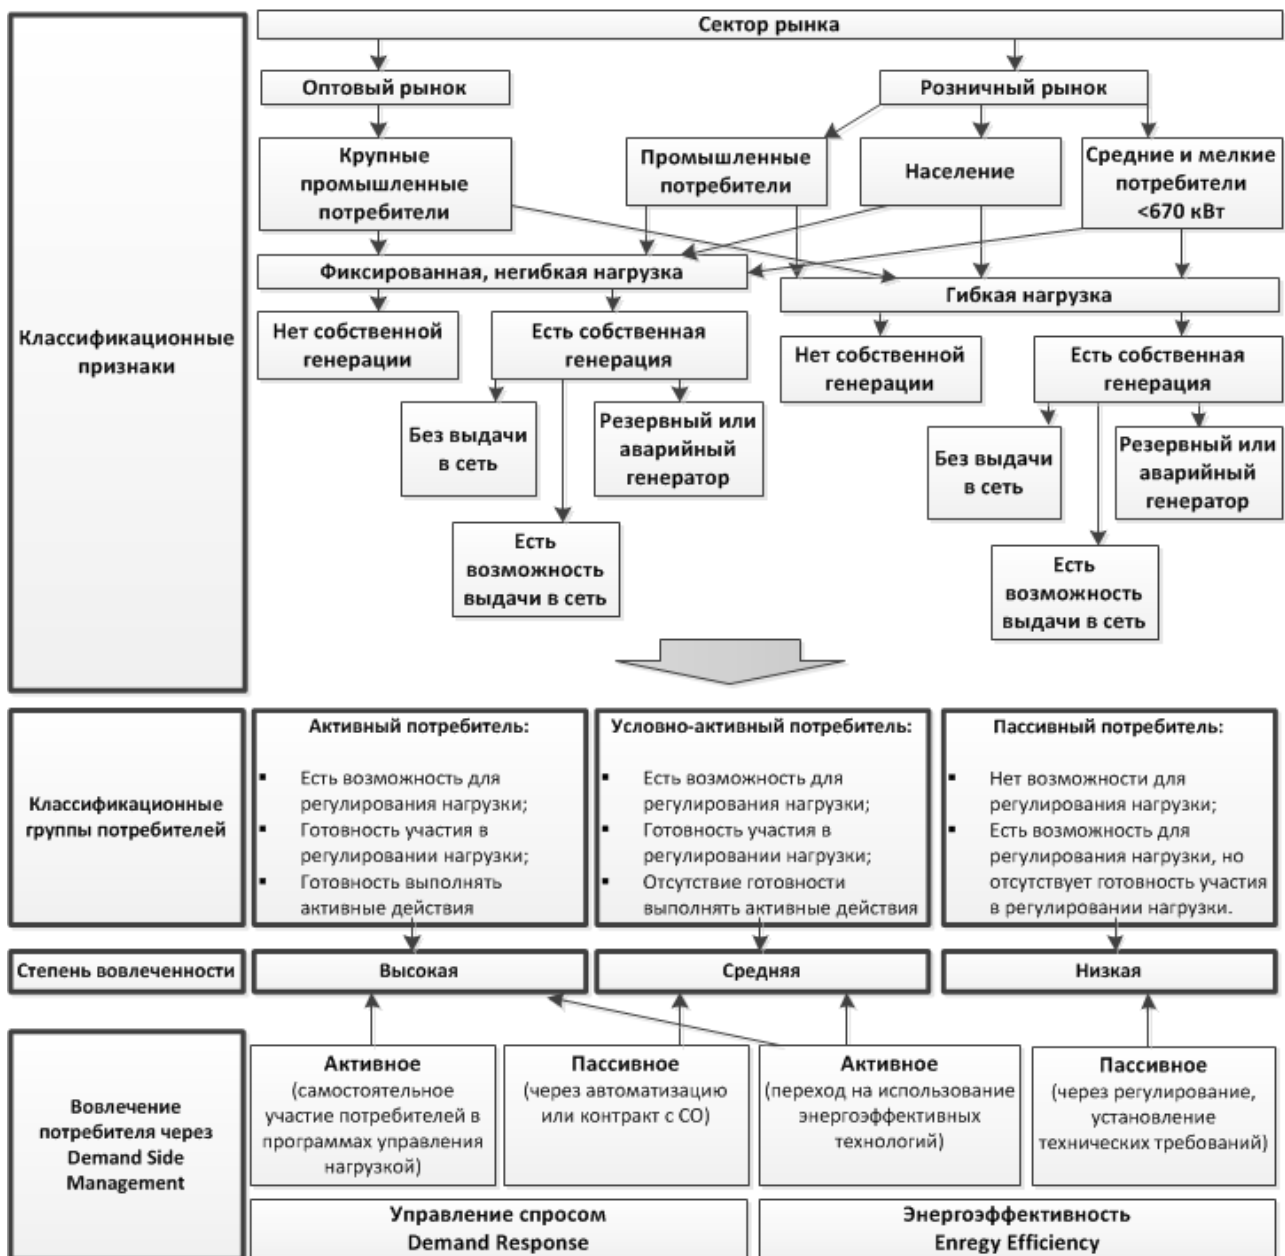 Сектор рынка
Оптовый рынок
Розничный рынок
Крупные
промышленные
потребители
Промышленные
потребители
Население
Средние и мелкие
потребители
<670 кВт
Фиксированная, негибкая нагрузка
Гибкая нагрузка
Классификационные
признаки
Нет собственной
генерации
Есть собственная
генерация
Нет собственной
генерации
Есть собственная
генерация
Без выдачи
в сеть
Резервный или
аварийный
генератор
Без выдачи
в сеть
Резервный или
аварийный
генератор
Есть
возможность
выдачи в сеть
Есть
возможность
выдачи в сеть
Классификационные
группы потребителей
Активный потребитель:
▪ Есть возможность для
регулирования нагрузки;
▪ Готовность участия в
регулировании нагрузки;
▪ Готовность выполнять
активные действия
Условно-активный потребитель:
▪ Есть возможность для
регулирования нагрузки;
▪ Готовность участия в
регулировании нагрузки;
▪ Отсутствие готовности
выполнять активные действия
Пассивный потребитель:
▪ Нет возможности для
регулирования нагрузки;
▪ Есть возможность для
регулирования нагрузки, но
отсутствует готовность участия
в регулировании нагрузки.
Степень вовлеченности
Высокая
Средняя
Низкая
Вовлечение
потребителя через
Demand Side
Management
Активное
(самостоятельное
участие потребителей в
программах управления
нагрузкой)
Пассивное
(через автоматизацию
или контракт с СО)
Активное
(переход на использование
энергоэффективных
технологий)
Пассивное
(через регулирование,
установление
технических требований)
Управление спросом
Demand Response
Энергоэффективность
Enregy Efficiency